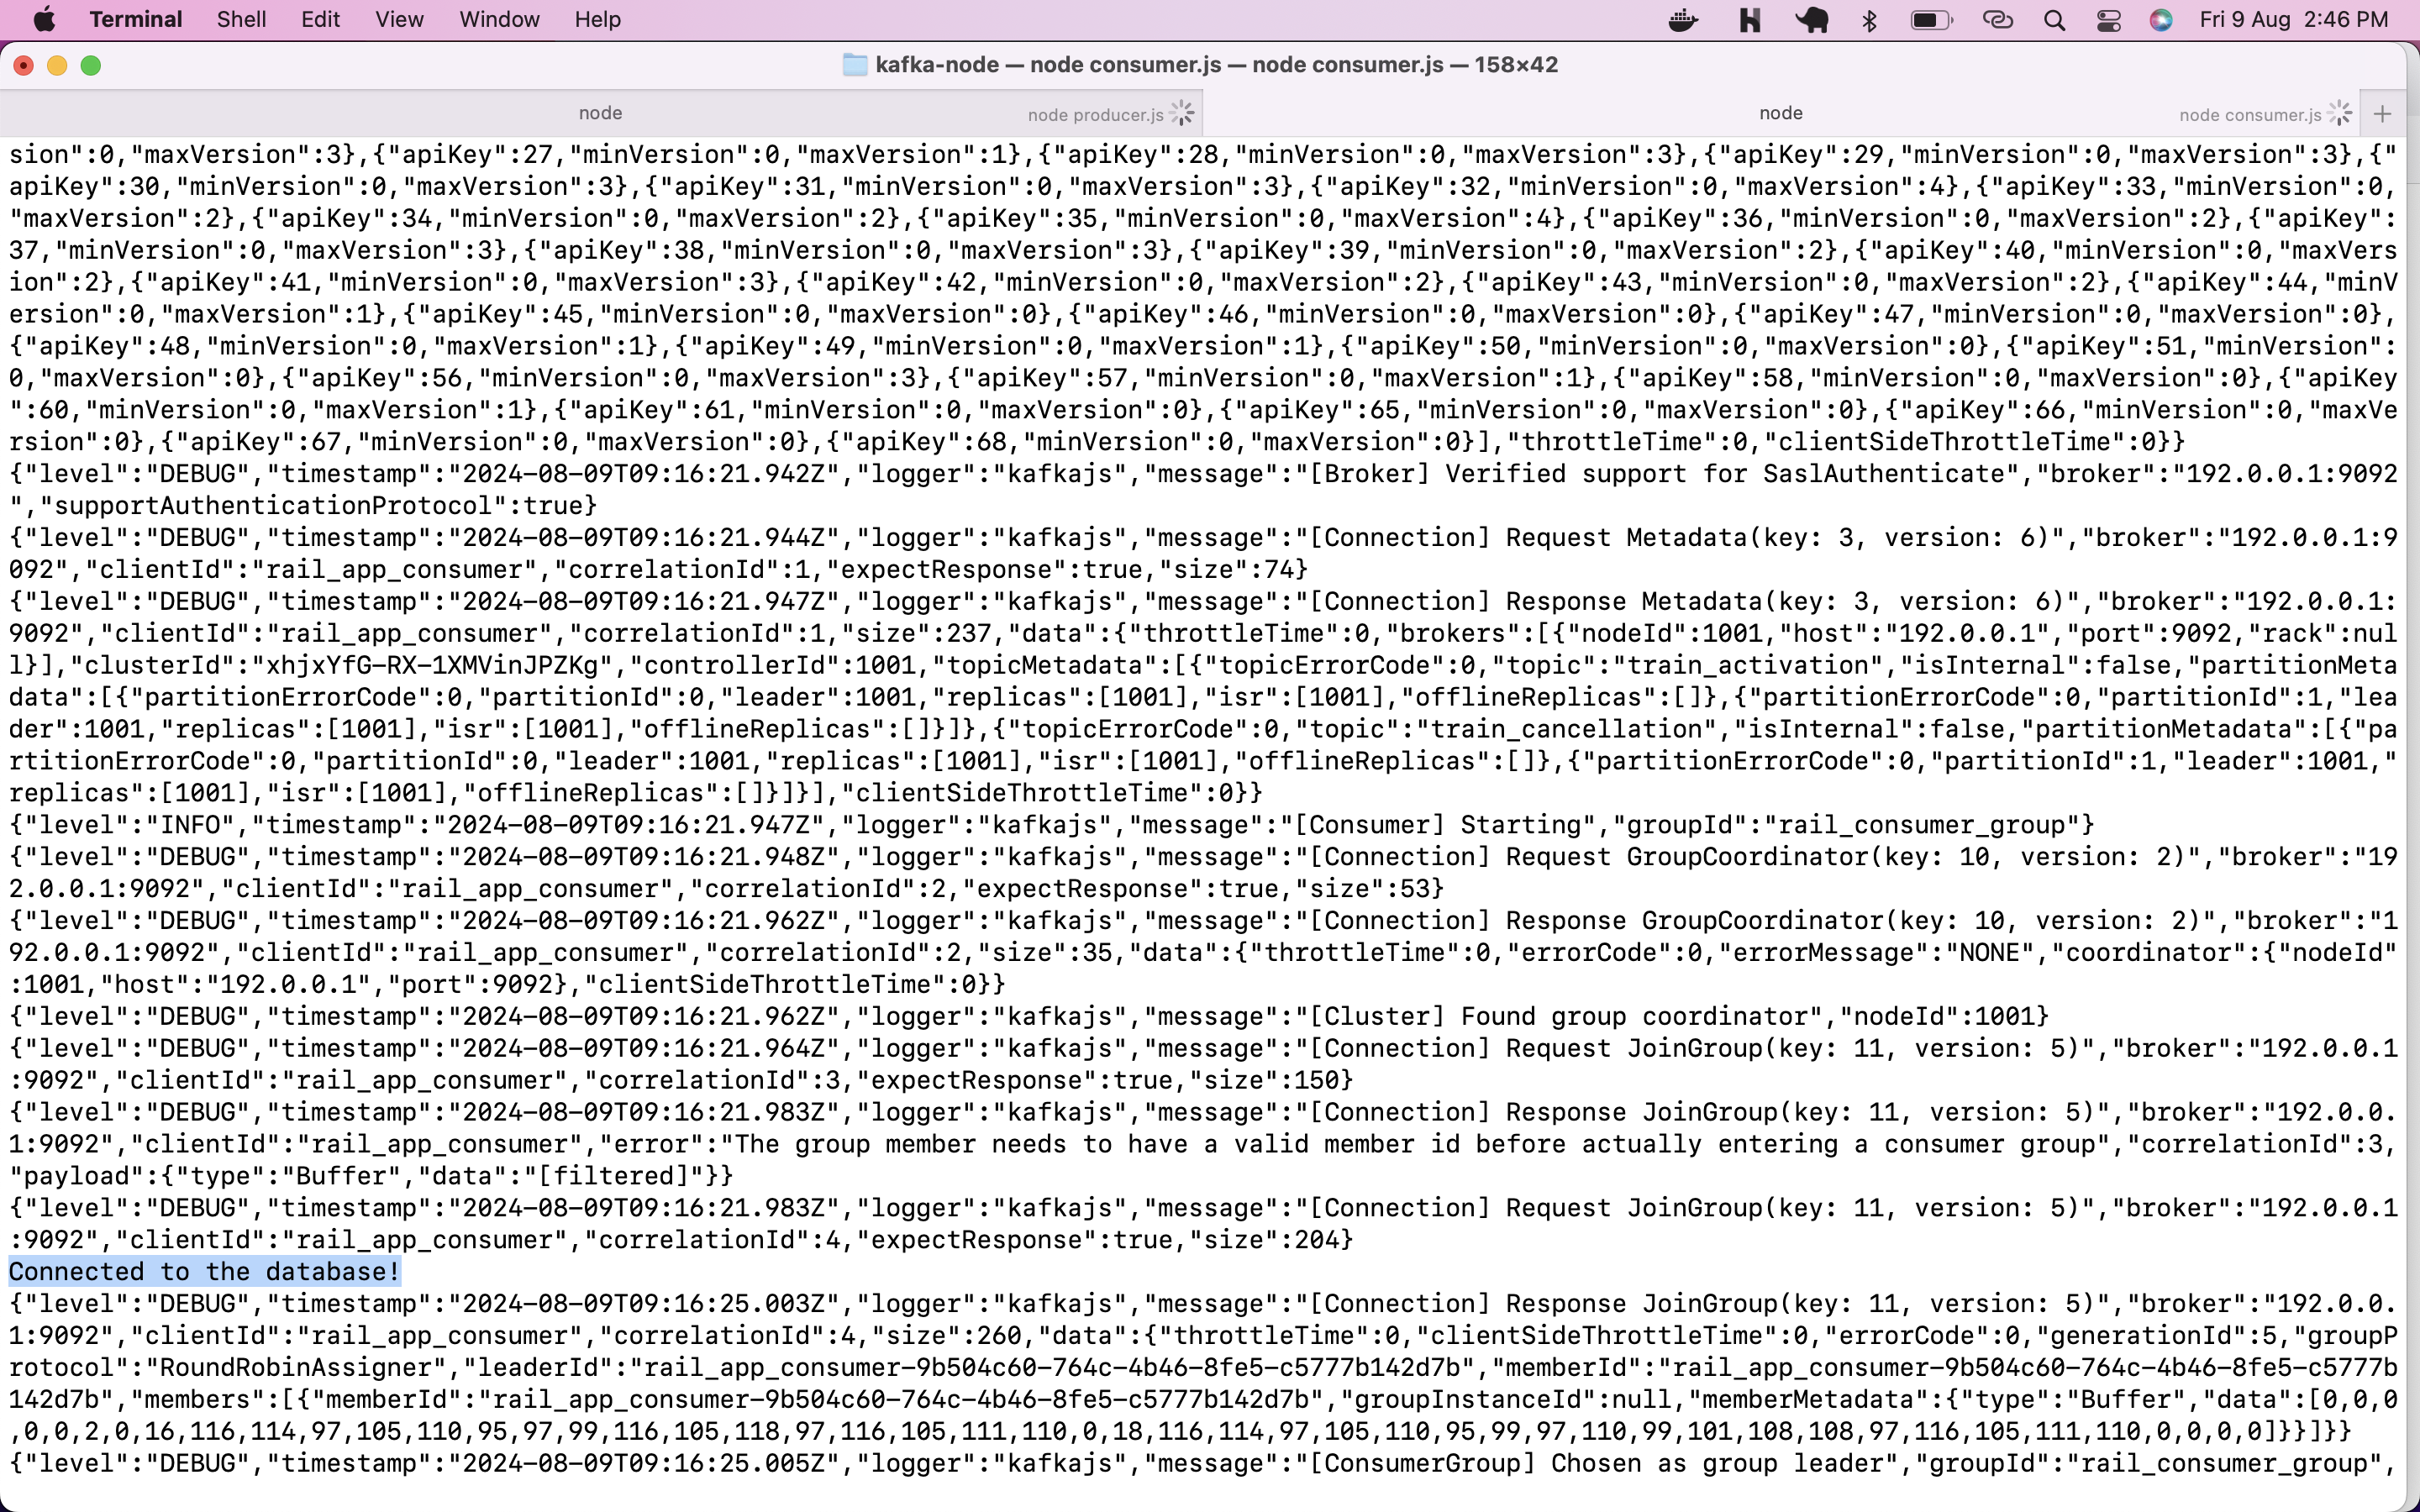 Terminal Shell Edit View Window Help Fri 9 Aug 2:46 PM
kafka-node — node consumer.js — node consumer.js — 158×42
node node producer.js node node consumer.js +
sion":0,"maxVersion":3},{"apiKey":27,"minVersion":0,"maxVersion":1},{"apiKey":28,"minVersion":0,"maxVersion":3},{"apiKey":29,"minVersion":0,"maxVersion":3},{"
apiKey":30,"minVersion":0,"maxVersion":3},{"apiKey":31,"minVersion":0,"maxVersion":3},{"apiKey":32,"minVersion":0,"maxVersion":4},{"apiKey":33,"minVersion":0,
"maxVersion":2},{"apiKey":34,"minVersion":0,"maxVersion":2},{"apiKey":35,"minVersion":0,"maxVersion":4},{"apiKey":36,"minVersion":0,"maxVersion":2},{"apiKey":
37,"minVersion":0,"maxVersion":3},{"apiKey":38,"minVersion":0,"maxVersion":3},{"apiKey":39,"minVersion":0,"maxVersion":2},{"apiKey":40,"minVersion":0,"maxVers
ion":2},{"apiKey":41,"minVersion":0,"maxVersion":3},{"apiKey":42,"minVersion":0,"maxVersion":2},{"apiKey":43,"minVersion":0,"maxVersion":2},{"apiKey":44,"minV
ersion":0,"maxVersion":1},{"apiKey":45,"minVersion":0,"maxVersion":0},{"apiKey":46,"minVersion":0,"maxVersion":0},{"apiKey":47,"minVersion":0,"maxVersion":0},
{"apiKey":48,"minVersion":0,"maxVersion":1},{"apiKey":49,"minVersion":0,"maxVersion":1},{"apiKey":50,"minVersion":0,"maxVersion":0},{"apiKey":51,"minVersion":
0,"maxVersion":0},{"apiKey":56,"minVersion":0,"maxVersion":3},{"apiKey":57,"minVersion":0,"maxVersion":1},{"apiKey":58,"minVersion":0,"maxVersion":0},{"apiKey
":60,"minVersion":0,"maxVersion":1},{"apiKey":61,"minVersion":0,"maxVersion":0},{"apiKey":65,"minVersion":0,"maxVersion":0},{"apiKey":66,"minVersion":0,"maxVe
rsion":0},{"apiKey":67,"minVersion":0,"maxVersion":0},{"apiKey":68,"minVersion":0,"maxVersion":0}],"throttleTime":0,"clientSideThrottleTime":0}}
{"level":"DEBUG","timestamp":"2024-08-09T09:16:21.942Z","logger":"kafkajs","message":"[Broker] Verified support for SaslAuthenticate","broker":"192.0.0.1:9092
","supportAuthenticationProtocol":true}
{"level":"DEBUG","timestamp":"2024-08-09T09:16:21.944Z","logger":"kafkajs","message":"[Connection] Request Metadata(key: 3, version: 6)","broker":"192.0.0.1:9
092","clientId":"rail_app_consumer","correlationId":1,"expectResponse":true,"size":74}
{"level":"DEBUG","timestamp":"2024-08-09T09:16:21.947Z","logger":"kafkajs","message":"[Connection] Response Metadata(key: 3, version: 6)","broker":"192.0.0.1:
9092","clientId":"rail_app_consumer","correlationId":1,"size":237,"data":{"throttleTime":0,"brokers":[{"nodeId":1001,"host":"192.0.0.1","port":9092,"rack":nul
l}],"clusterId":"xhjxYfG-RX-1XMVinJPZKg","controllerId":1001,"topicMetadata":[{"topicErrorCode":0,"topic":"train_activation","isInternal":false,"partitionMeta
data":[{"partitionErrorCode":0,"partitionId":0,"leader":1001,"replicas":[1001],"isr":[1001],"offlineReplicas":[]},{"partitionErrorCode":0,"partitionId":1,"lea
der":1001,"replicas":[1001],"isr":[1001],"offlineReplicas":[]}]},{"topicErrorCode":0,"topic":"train_cancellation","isInternal":false,"partitionMetadata":[{"pa
rtitionErrorCode":0,"partitionId":0,"leader":1001,"replicas":[1001],"isr":[1001],"offlineReplicas":[]},{"partitionErrorCode":0,"partitionId":1,"leader":1001,"
replicas":[1001],"isr":[1001],"offlineReplicas":[]}]}],"clientSideThrottleTime":0}}
{"level":"INFO","timestamp":"2024-08-09T09:16:21.947Z","logger":"kafkajs","message":"[Consumer] Starting","groupId":"rail_consumer_group"}
{"level":"DEBUG","timestamp":"2024-08-09T09:16:21.948Z","logger":"kafkajs","message":"[Connection] Request GroupCoordinator(key: 10, version: 2)","broker":"19
2.0.0.1:9092","clientId":"rail_app_consumer","correlationId":2,"expectResponse":true,"size":53}
{"level":"DEBUG","timestamp":"2024-08-09T09:16:21.962Z","logger":"kafkajs","message":"[Connection] Response GroupCoordinator(key: 10, version: 2)","broker":"1
92.0.0.1:9092","clientId":"rail_app_consumer","correlationId":2,"size":35,"data":{"throttleTime":0,"errorCode":0,"errorMessage":"NONE","coordinator":{"nodeId"
:1001,"host":"192.0.0.1","port":9092},"clientSideThrottleTime":0}}
{"level":"DEBUG","timestamp":"2024-08-09T09:16:21.962Z","logger":"kafkajs","message":"[Cluster] Found group coordinator","nodeId":1001}
{"level":"DEBUG","timestamp":"2024-08-09T09:16:21.964Z","logger":"kafkajs","message":"[Connection] Request JoinGroup(key: 11, version: 5)","broker":"192.0.0.1
:9092","clientId":"rail_app_consumer","correlationId":3,"expectResponse":true,"size":150}
{"level":"DEBUG","timestamp":"2024-08-09T09:16:21.983Z","logger":"kafkajs","message":"[Connection] Response JoinGroup(key: 11, version: 5)","broker":"192.0.0.
1:9092","clientId":"rail_app_consumer","error":"The group member needs to have a valid member id before actually entering a consumer group","correlationId":3,
"payload":{"type":"Buffer","data":"[filtered]"}}
{"level":"DEBUG","timestamp":"2024-08-09T09:16:21.983Z","logger":"kafkajs","message":"[Connection] Request JoinGroup(key: 11, version: 5)","broker":"192.0.0.1
:9092","clientId":"rail_app_consumer","correlationId":4,"expectResponse":true,"size":204}
Connected to the database!
{"level":"DEBUG","timestamp":"2024-08-09T09:16:25.003Z","logger":"kafkajs","message":"[Connection] Response JoinGroup(key: 11, version: 5)","broker":"192.0.0.
1:9092","clientId":"rail_app_consumer","correlationId":4,"size":260,"data":{"throttleTime":0,"clientSideThrottleTime":0,"errorCode":0,"generationId":5,"groupP
rotocol":"RoundRobinAssigner","leaderId":"rail_app_consumer-9b504c60-764c-4b46-8fe5-c5777b142d7b","memberId":"rail_app_consumer-9b504c60-764c-4b46-8fe5-c5777b
142d7b","members":[{"memberId":"rail_app_consumer-9b504c60-764c-4b46-8fe5-c5777b142d7b","groupInstanceId":null,"memberMetadata":{"type":"Buffer","data":[0,0,0
,0,0,2,0,16,116,114,97,105,110,95,97,99,116,105,118,97,116,105,111,110,0,18,116,114,97,105,110,95,99,97,110,99,101,108,108,97,116,105,111,110,0,0,0,0]}}]}}
{"level":"DEBUG","timestamp":"2024-08-09T09:16:25.005Z","logger":"kafkajs","message":"[ConsumerGroup] Chosen as group leader","groupId":"rail_consumer_group",